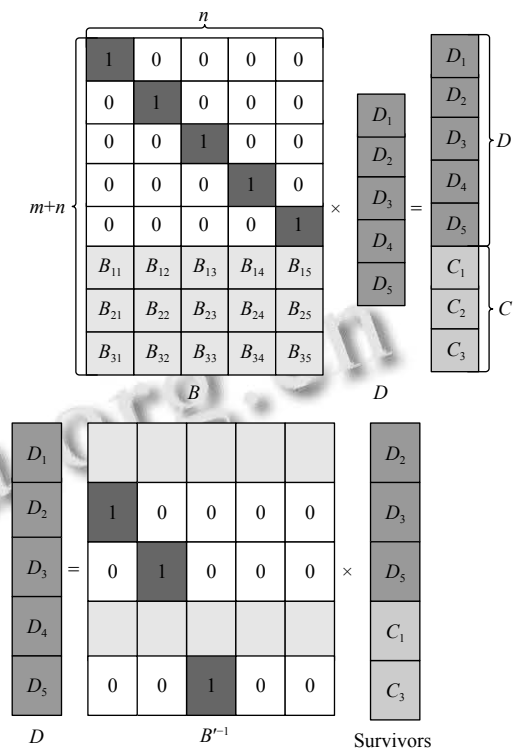 n
1 0 0 0 0 D₁
0 1 0 0 0 D₁ D₂
0 0 1 0 0 D₂ D₃ D
m+n 0 0 0 1 0 × D₃ = D₄
0 0 0 0 1 D₄ D₅
B₁₁ B₁₂ B₁₃ B₁₄ B₁₅ D₅ C₁
B₂₁ B₂₂ B₂₃ B₂₄ B₂₅ C₂ C
B₃₁ B₃₂ B₃₃ B₃₄ B₃₅ C₃
B D
D₁ D₂
D₂ 1 0 0 0 0 D₃
D₃ = 0 1 0 0 0 × D₅
D₄ C₁
D₅ 0 0 1 0 0 C₃
D B′⁻¹ Survivors
.org.cn